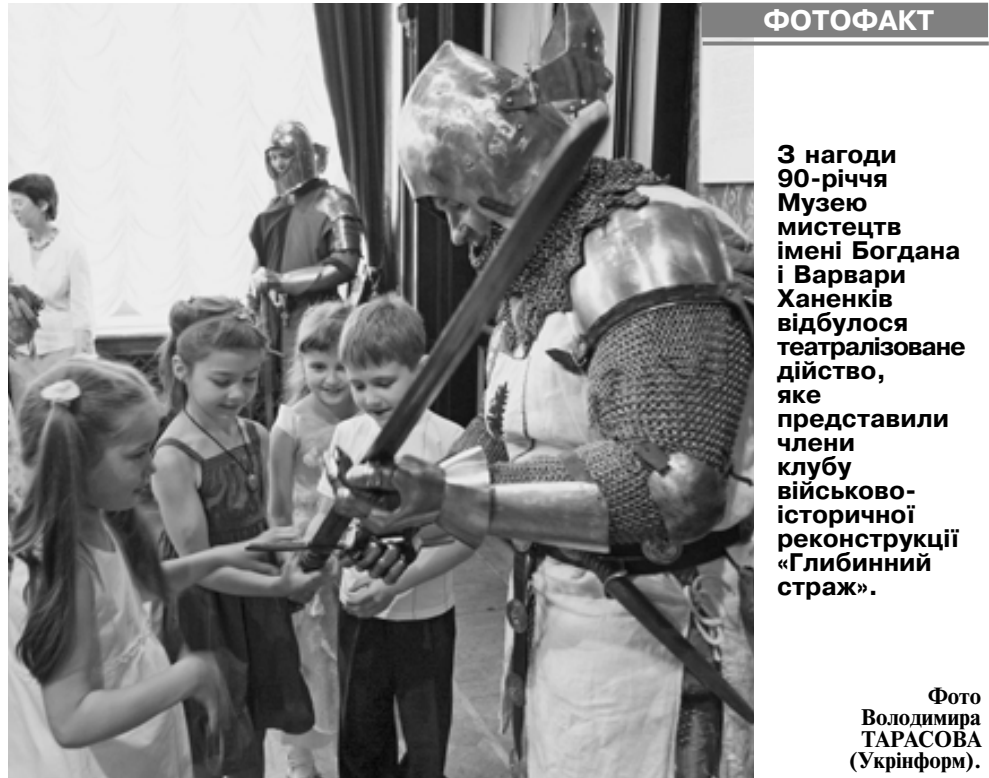 ФОТОФАКТ
З нагоди
90-річчя
Музею
мистецтв
імені Богдана
і Варвари
Ханенків
відбулося
театралізоване
дійство,
яке
представили
члени
клубу
військово-
історичної
реконструкції
«Глибинний
страж».
Фото
Володимира
ТАРАСОВА
(Укрінформ).